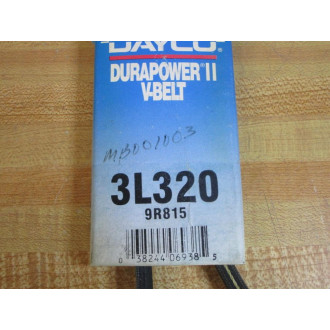 DAYCO
DURAPOWER® II
V-BELT
MB001003
3L320
9R815
0 38244 06938 5